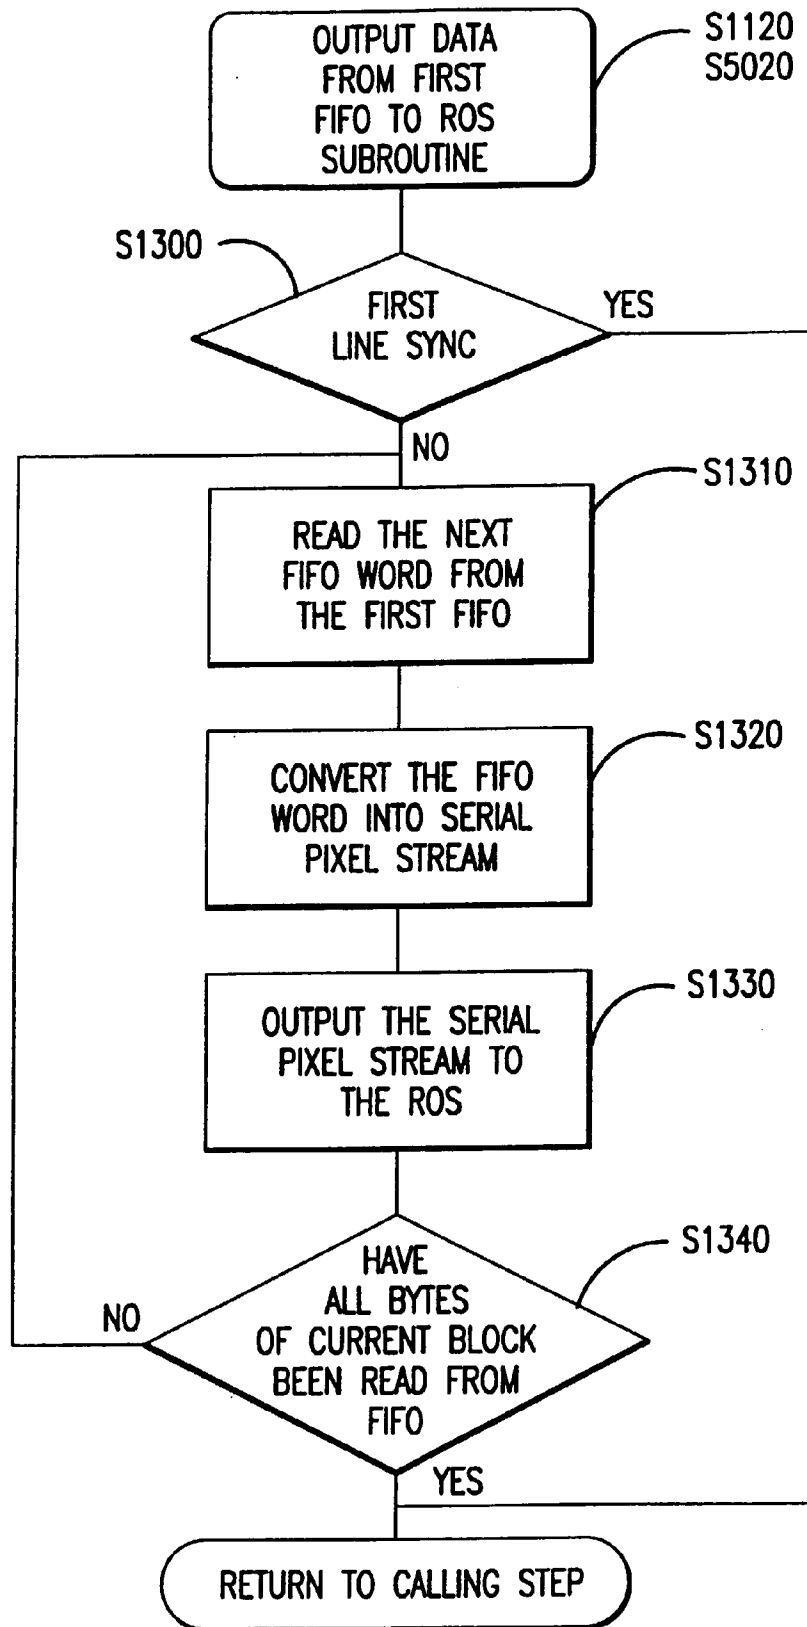 OUTPUT DATA
FROM FIRST
FIFO TO ROS
SUBROUTINE
S1120
S5020
S1300
FIRST
LINE SYNC
YES
NO
S1310
READ THE NEXT
FIFO WORD FROM
THE FIRST FIFO
S1320
CONVERT THE FIFO
WORD INTO SERIAL
PIXEL STREAM
S1330
OUTPUT THE SERIAL
PIXEL STREAM TO
THE ROS
S1340
HAVE
ALL BYTES
OF CURRENT BLOCK
BEEN READ FROM
FIFO
NO
YES
RETURN TO CALLING STEP